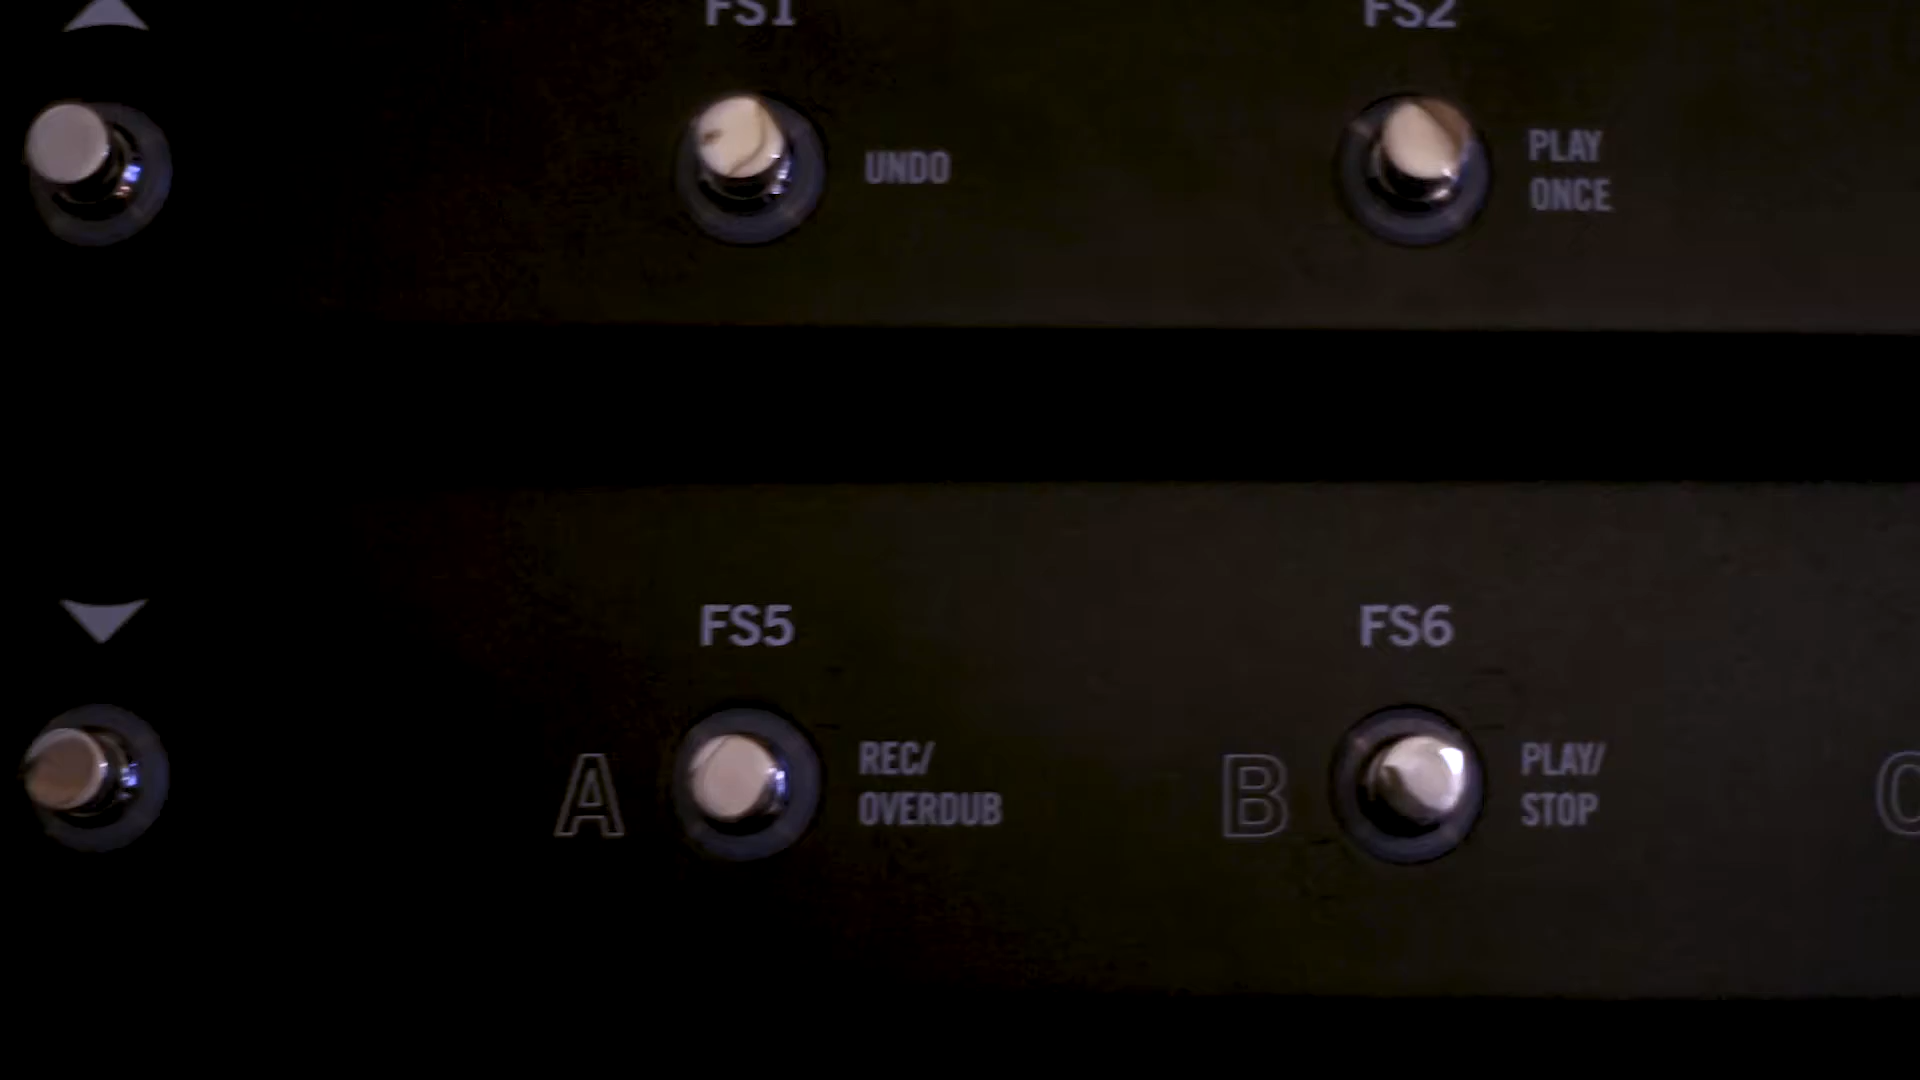 FS1
FS2
UNDO
PLAY
ONCE
FS5
FS6
A
REC/
OVERDUB
B
PLAY/
STOP
C